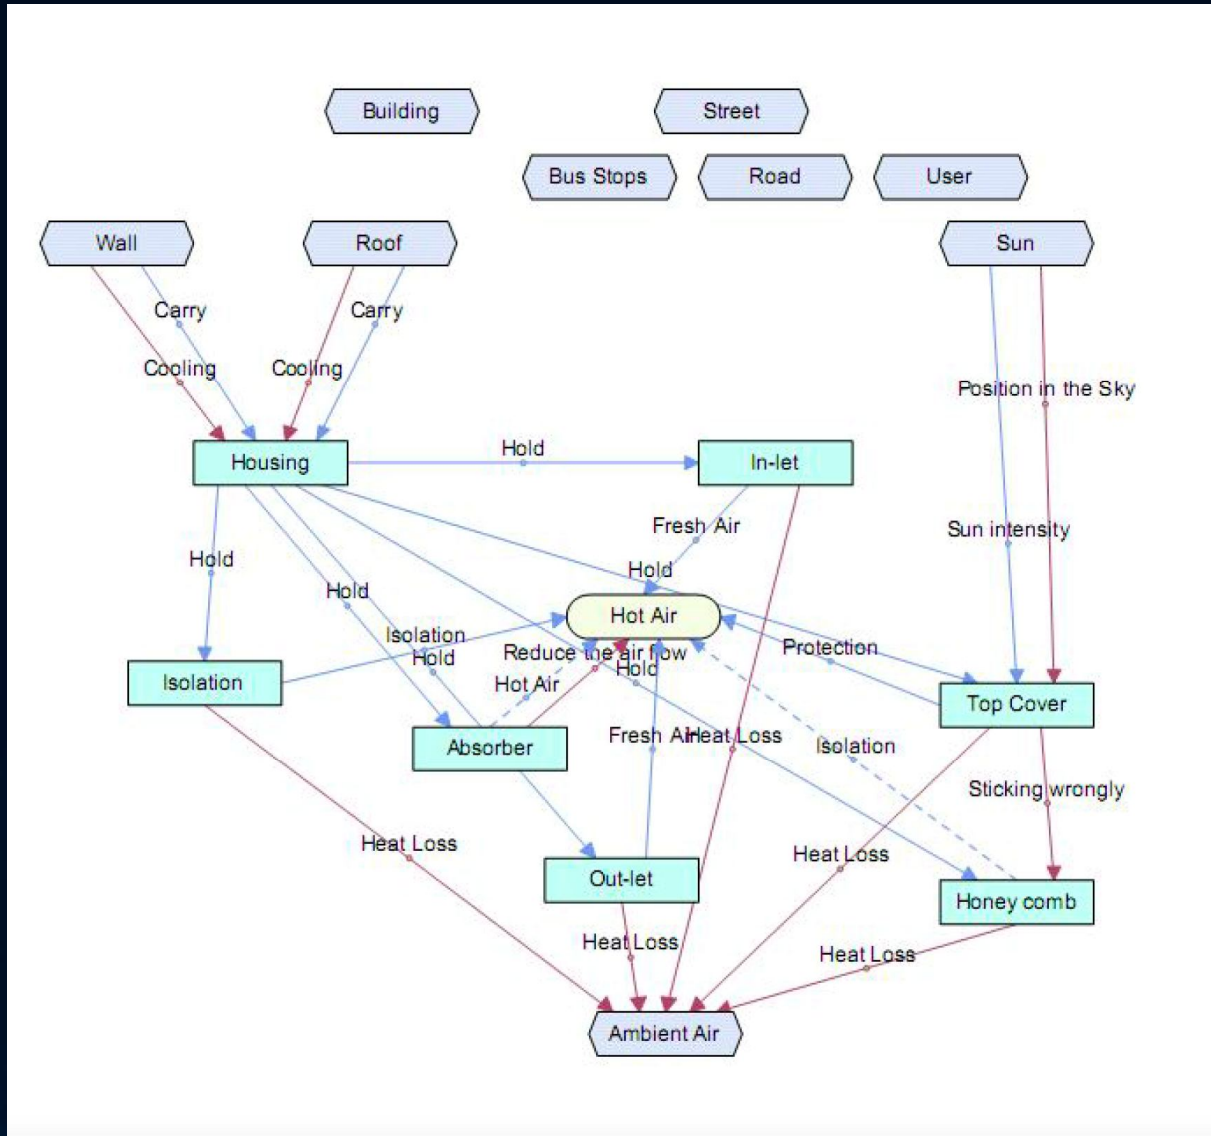 Building
Street
Bus Stops
Road
User
Wall
Roof
Sun
Carry
Carry
Cooling
Cooling
Position in the Sky
Hold
Housing
In-let
Fresh Air
Sun intensity
Hold
Hold
Hold
Hot Air
Isolation
Protection
Reduce the air flow
Hold
Hold
Isolation
Hot Air
Top Cover
Fresh Air
Heat Loss
Isolation
Absorber
Sticking wrongly
Heat Loss
Heat Loss
Out-let
Honey comb
Heat Loss
Heat Loss
Ambient Air